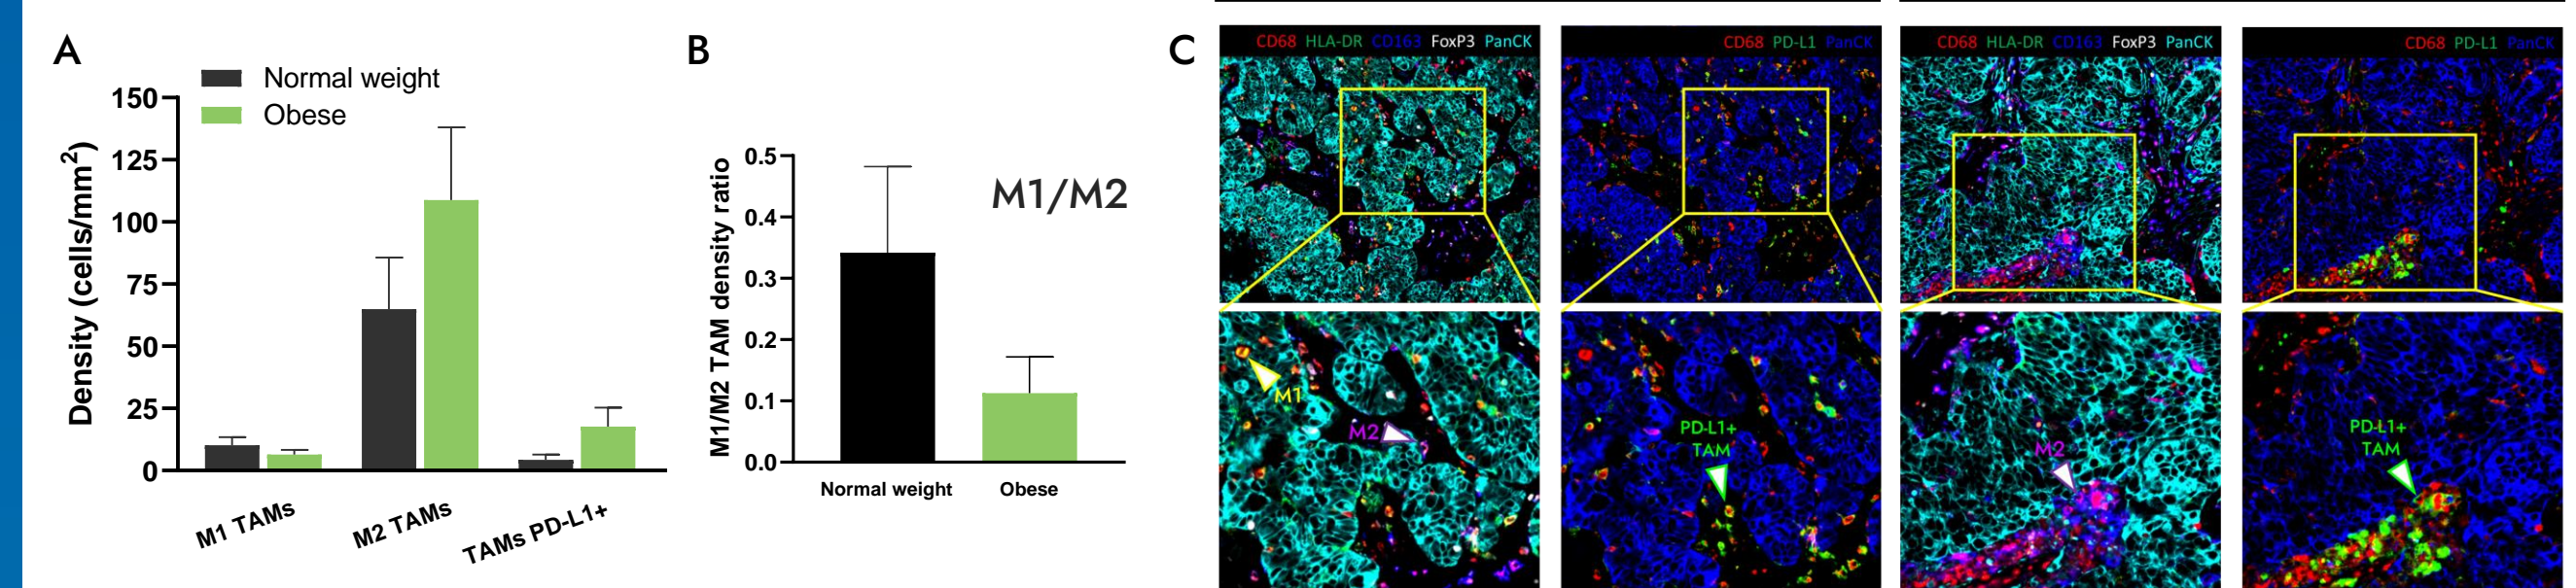 A
Normal weight
Obese
150
125
100
75
50
25
0
Density (cells/mm²)
M1 TAMs
M2 TAMs
TAMs PD-L1+
B
M1/M2
0.5
0.4
0.3
0.2
0.1
0.0
M1/M2 TAM density ratio
Normal weight
Obese
C
CD68 HLA-DR CD163 FoxP3 PanCK
CD68 PD-L1 PanCK
CD68 HLA-DR CD163 FoxP3 PanCK
CD68 PD-L1 PanCK
M1
M2
PD-L1+
TAM
M2
PD-L1+
TAM